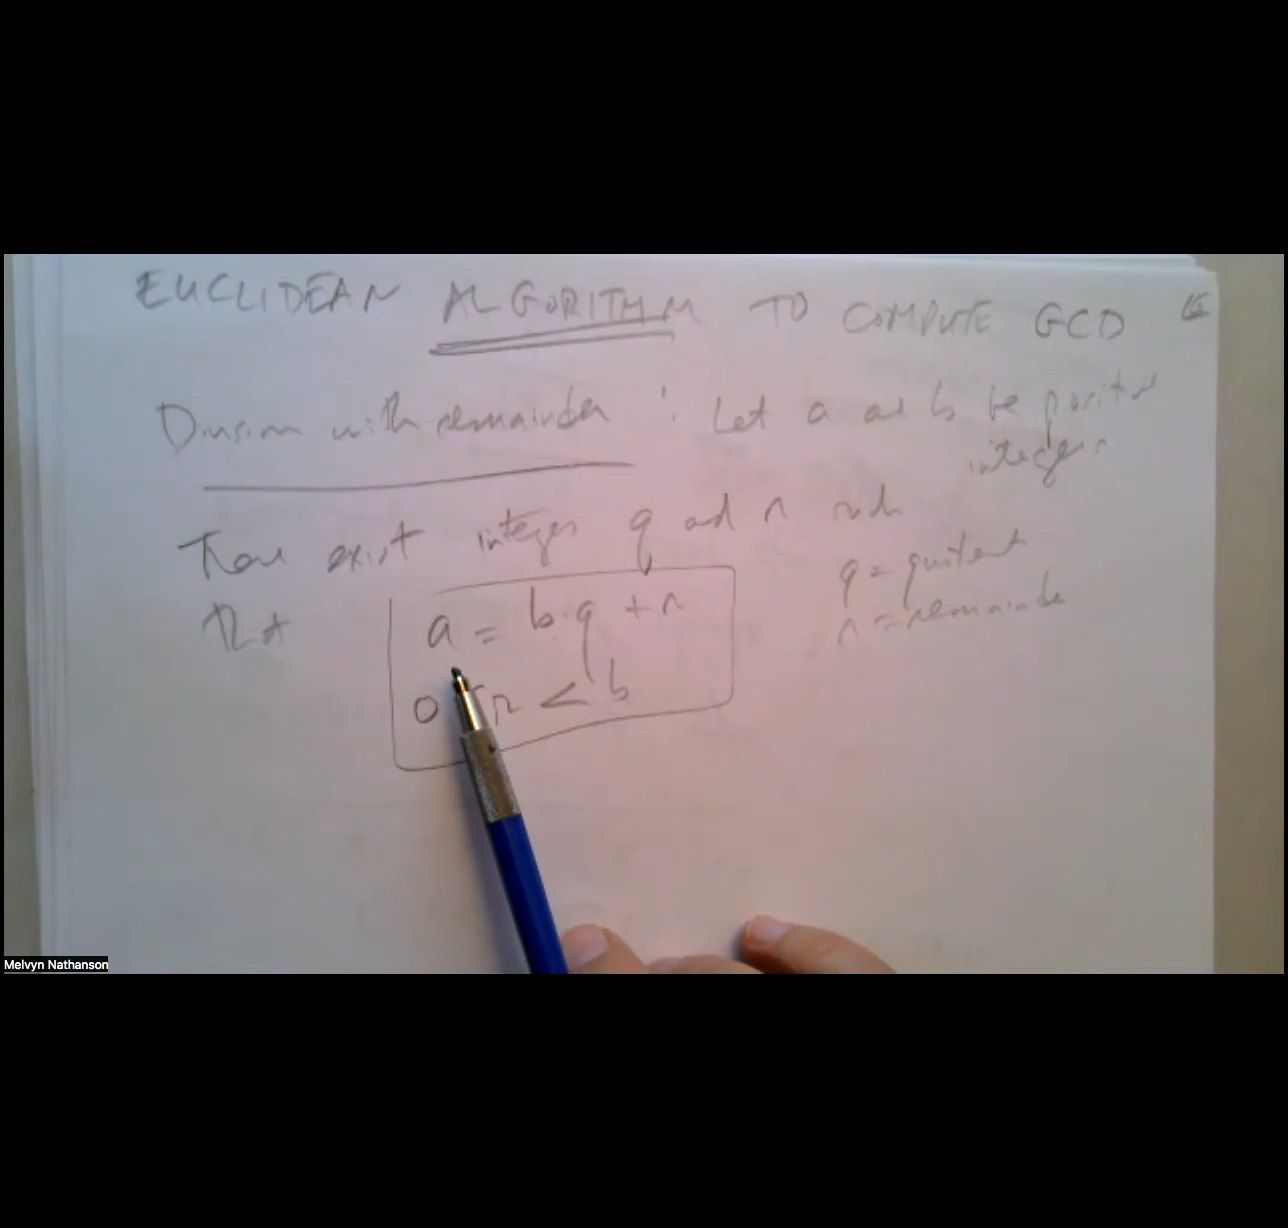 EUCLIDEAN ALGORITHM TO COMPUTE GCD
Division with remainder : Let a and b be positive
integers
There exist integers q and r such
that
a = b·q + r
0 ≤ r < b
q = quotient
r = remainder
Melvyn Nathanson